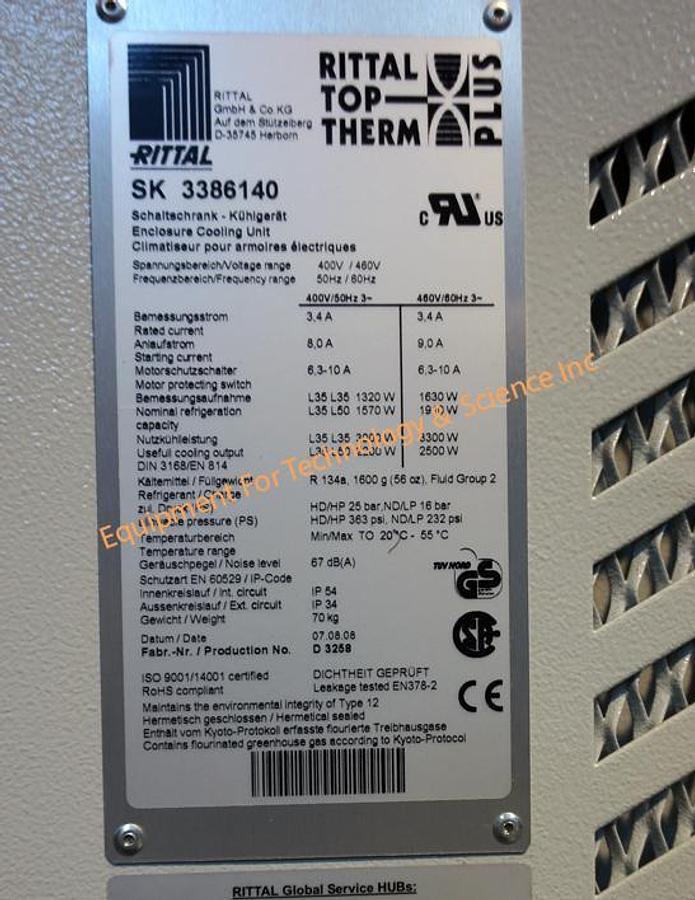 RITTAL
GmbH & Co. KG
Auf dem Stützelberg
D-35745 Herborn
RITTAL
RITTAL
TOP
THERM
PLUS
SK 3386140
Schaltschrank - Kühlgerät
Enclosure Cooling Unit
Climatiseur pour armoires électriques
C US
Spannungsbereich/Voltage range 400V / 460V
Frequenzbereich/Frequency range 50Hz / 60Hz
400V/50Hz 3~ 460V/60Hz 3~
Bemessungsstrom 3,4 A 3,4 A
Rated current
Anlaufstrom 8,0 A 9,0 A
Starting current
Motorschutzschalter 6,3-10 A 6,3-10 A
Motor protecting switch
Bemessungsaufnahme L35 L35 1320 W 1630 W
Nominal refrigeration L35 L50 1570 W W
capacity
Nutzkühlleistung L35 L35 W 3300 W
Usefull cooling output W 2500 W
DIN 3168/EN 814
Kältemittel / Füllgewicht R 134a, 1600 g (56 oz), Fluid Group 2
Refrigerant /
zul. HD/HP 25 bar,ND/LP 16 bar
pressure (PS) HD/HP 363 psi, ND/LP 232 psi
Temperaturbereich Min/Max TO 20°C - 55 °C
Temperature range
Geräuschpegel / Noise level 67 dB(A)
Schutzart EN 60529 / IP-Code
Innenkreislauf / Int. circuit IP 54
Aussenkreislauf / Ext. circuit IP 34
Gewicht / Weight 70 kg
Datum / Date 07.08.08
Fabr.-Nr. / Production No. D 3258
TUV NORD
GS
CE
ISO 9001/14001 certified DICHTHEIT GEPRÜFT
RoHS compliant Leakage tested EN378-2
Maintains the environmental integrity of Type 12
Hermetisch geschlossen / Hermetical sealed
Enthält vom Kyoto-Protokoll erfasste flourierte Treibhausgase
Contains flourinated greenhouse gas according to Kyoto-Protocol
RITTAL Global Service HUBs:
Equipment For Technology & Science Inc